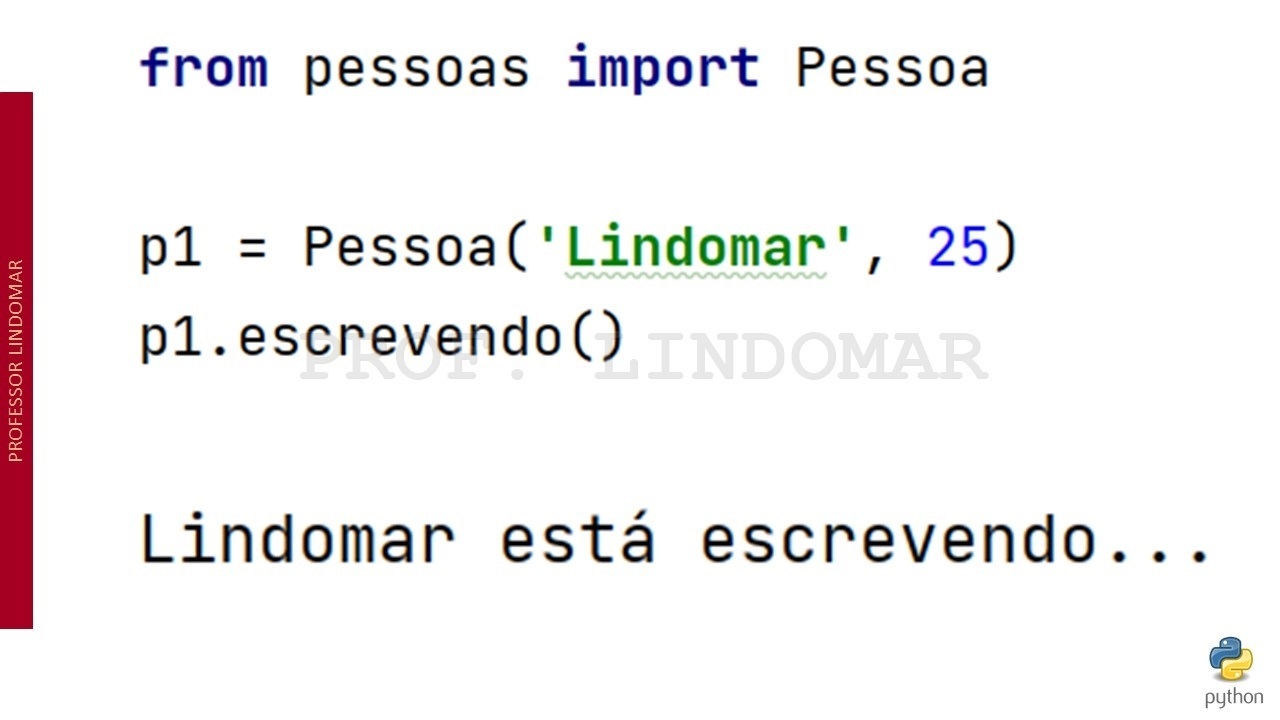 from pessoas import Pessoa
p1 = Pessoa('Lindomar', 25)
p1.escrevendo()
PROF. LINDOMAR
Lindomar está escrevendo...
PROFESSOR LINDOMAR
python